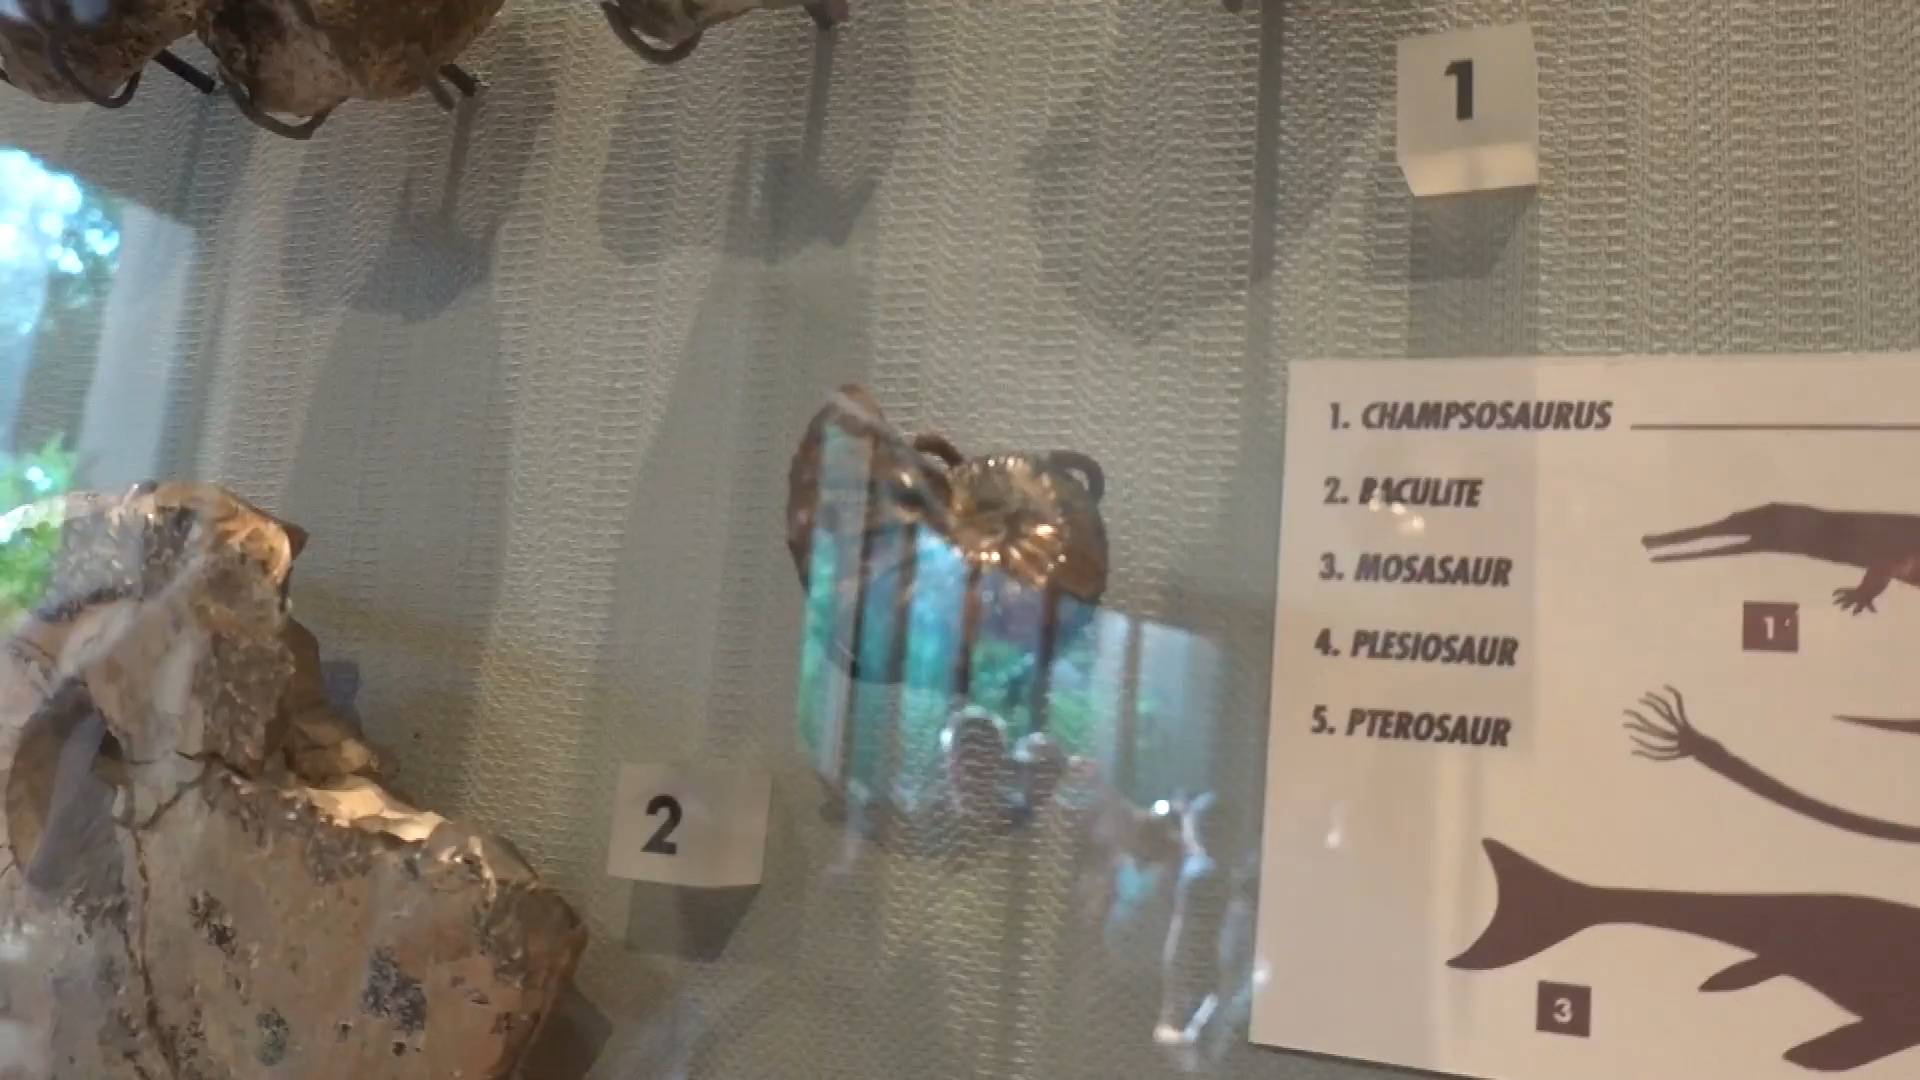 1
1. CHAMPSOSAURUS
2. BACULITE
3. MOSASAUR
4. PLESIOSAUR
5. PTEROSAUR
1
2
3